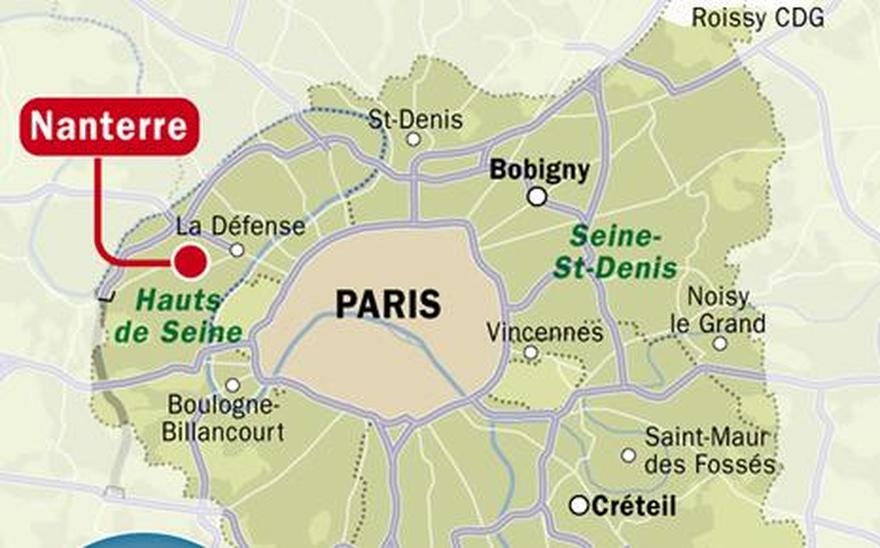 Roissy CDG
Nanterre
St-Denis
Bobigny
La Défense
Seine-
St-Denis
Hauts
de Seine
PARIS
Noisy
le Grand
Vincennes
Boulogne-
Billancourt
Saint-Maur
des Fossés
Créteil